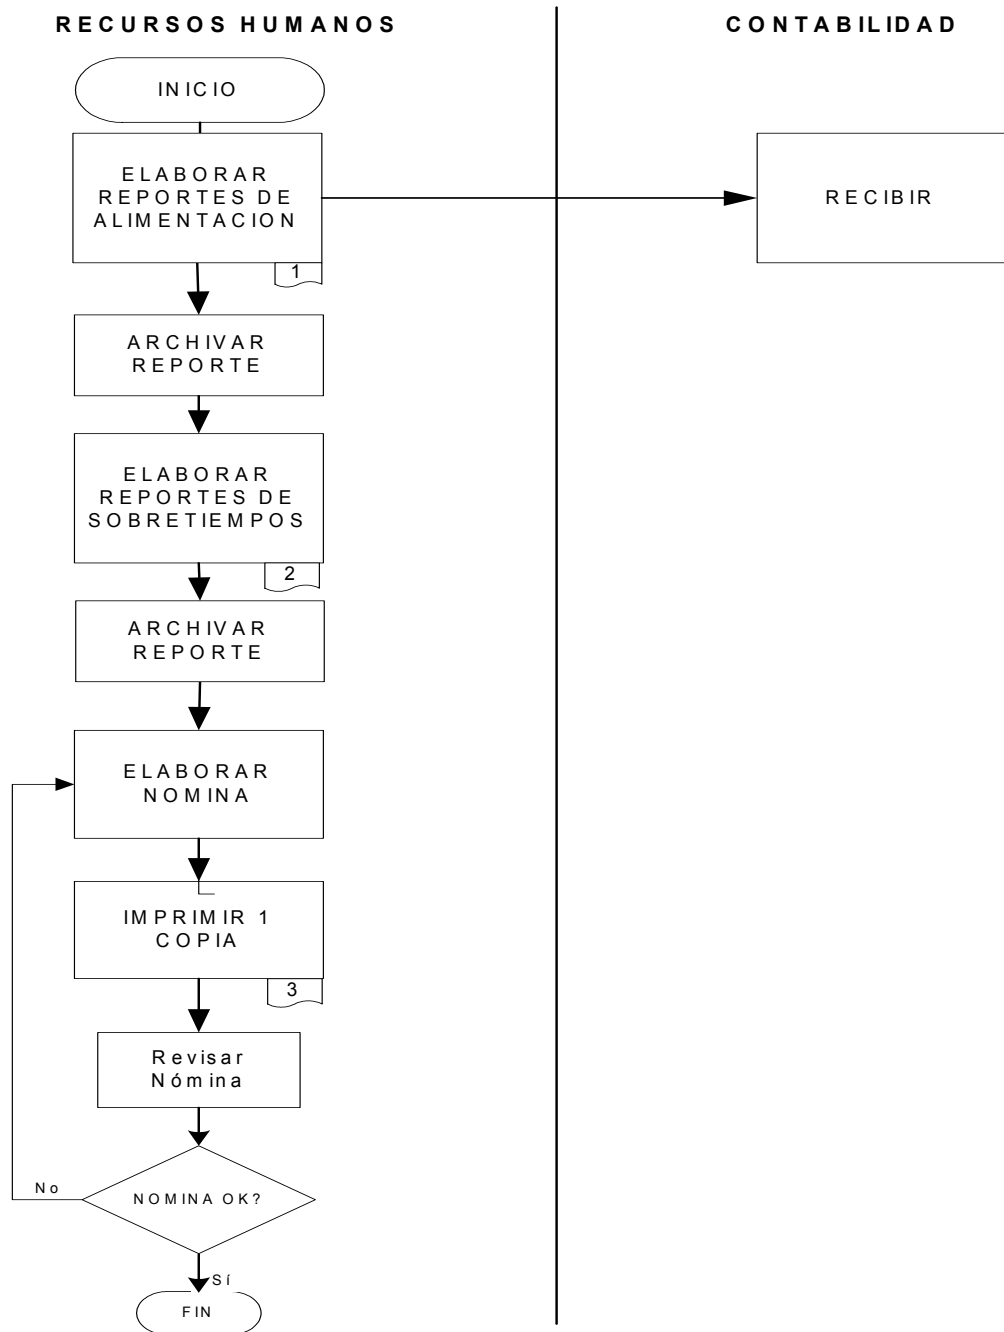 RECURSOS HUMANOS
CONTABILIDAD
INICIO
ELABORAR
REPORTES DE
ALIMENTACION
1
RECIBIR
ARCHIVAR
REPORTE
ELABORAR
REPORTES DE
SOBRETIEMPOS
2
ARCHIVAR
REPORTE
ELABORAR
NOMINA
IMPRIMIR 1
COPIA
3
Revisar
Nómina
No
NOMINA OK?
Sí
FIN